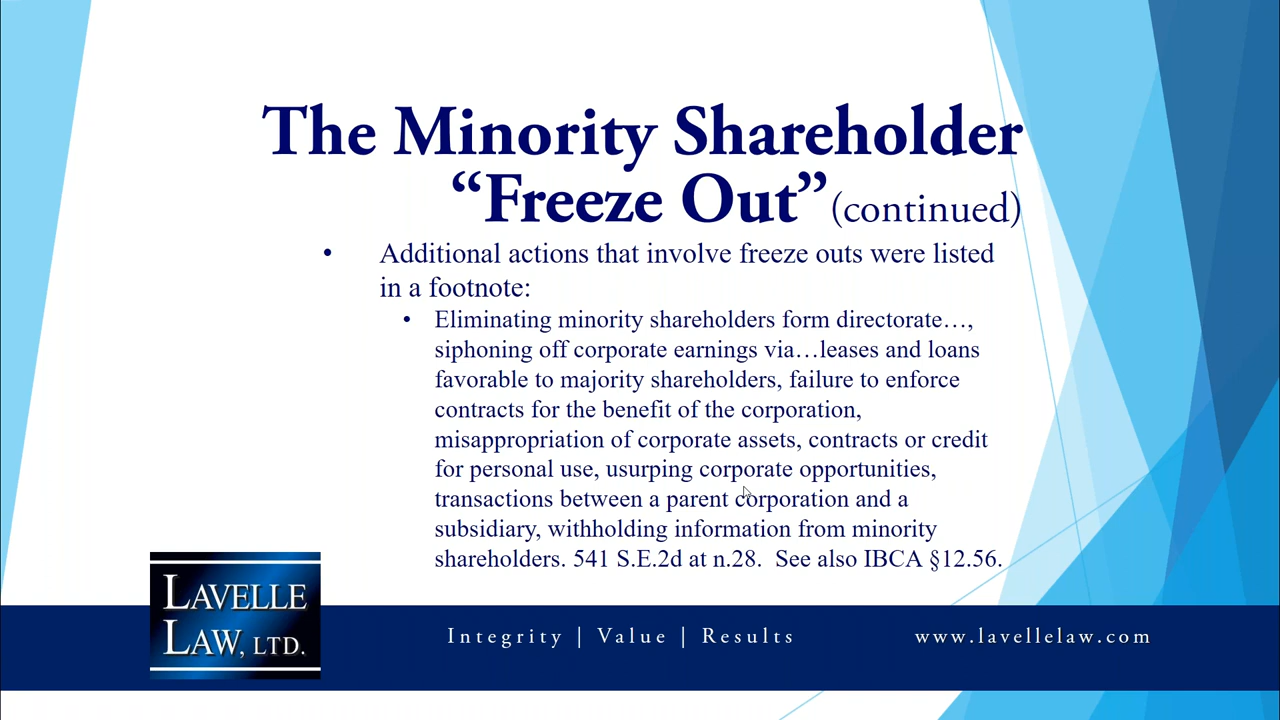 The Minority Shareholder
“Freeze Out” (continued)
• Additional actions that involve freeze outs were listed
in a footnote:
• Eliminating minority shareholders form directorate…,
siphoning off corporate earnings via…leases and loans
favorable to majority shareholders, failure to enforce
contracts for the benefit of the corporation,
misappropriation of corporate assets, contracts or credit
for personal use, usurping corporate opportunities,
transactions between a parent corporation and a
subsidiary, withholding information from minority
shareholders. 541 S.E.2d at n.28. See also IBCA §12.56.
LAVELLE
LAW, LTD.
Integrity | Value | Results
www.lavellelaw.com